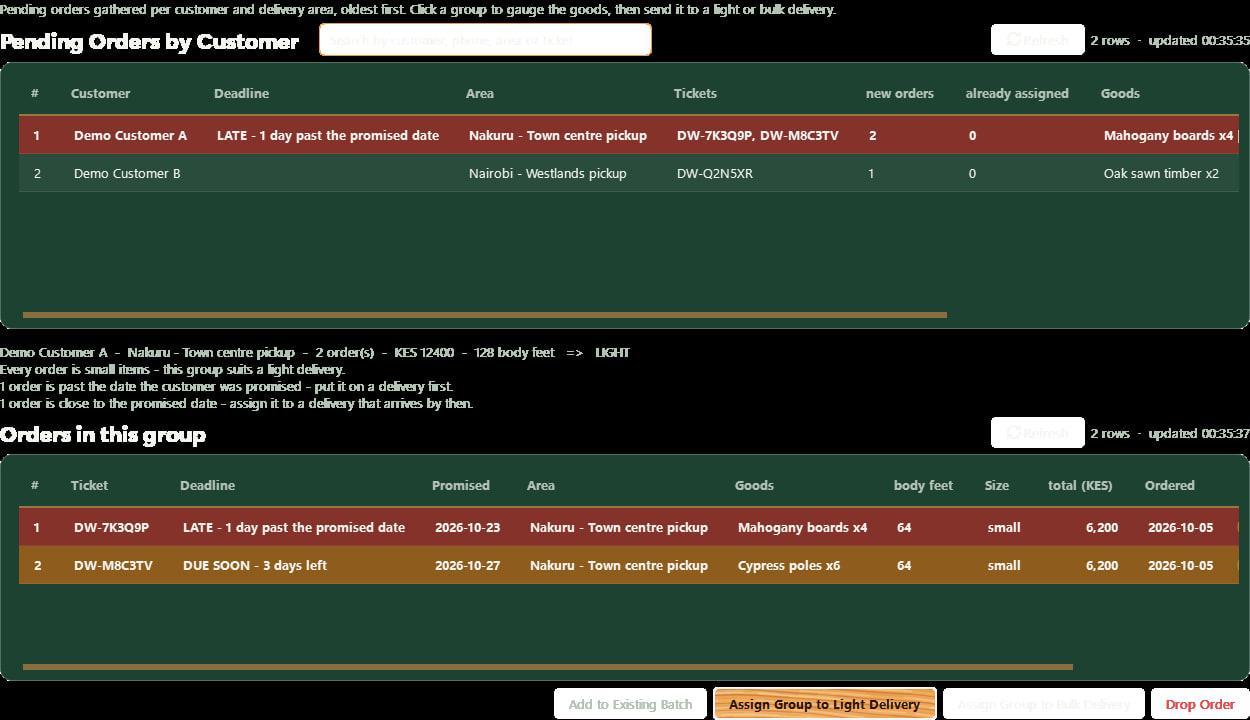 Pending orders gathered per customer and delivery area, oldest first. Click a group to gauge the goods, then send it to a light or bulk delivery.
Pending Orders by Customer Search by customer, phone, area or ticket Refresh 2 rows - updated 00:35:35
# Customer Deadline Area Tickets new orders already assigned Goods
1 Demo Customer A LATE - 1 day past the promised date Nakuru - Town centre pickup DW-7K3Q9P, DW-M8C3TV 2 0 Mahogany boards x4
2 Demo Customer B Nairobi - Westlands pickup DW-Q2N5XR 1 0 Oak sawn timber x2
Demo Customer A - Nakuru - Town centre pickup - 2 order(s) - KES 12400 - 128 body feet => LIGHT
Every order is small items - this group suits a light delivery.
1 order is past the date the customer was promised - put it on a delivery first.
1 order is close to the promised date - assign it to a delivery that arrives by then.
Orders in this group Refresh 2 rows - updated 00:35:37
# Ticket Deadline Promised Area Goods body feet Size total (KES) Ordered
1 DW-7K3Q9P LATE - 1 day past the promised date 2026-10-23 Nakuru - Town centre pickup Mahogany boards x4 64 small 6,200 2026-10-05
2 DW-M8C3TV DUE SOON - 3 days left 2026-10-27 Nakuru - Town centre pickup Cypress poles x6 64 small 6,200 2026-10-05
Add to Existing Batch Assign Group to Light Delivery Assign Group to Bulk Delivery Drop Order